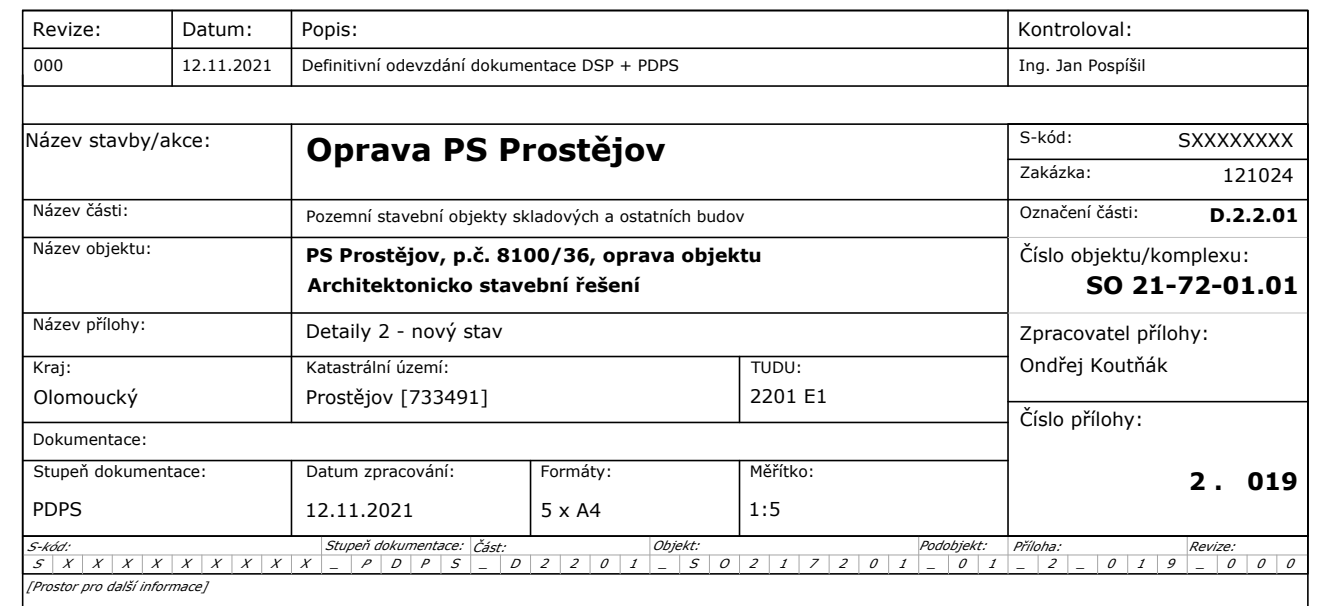 Revize: Datum: Popis: Kontroloval:
000 12.11.2021 Definitivní odevzdání dokumentace DSP + PDPS Ing. Jan Pospíšil
Název stavby/akce: Oprava PS Prostějov S-kód: SXXXXXXXX
Zakázka: 121024
Název části: Pozemní stavební objekty skladových a ostatních budov Označení části: D.2.2.01
Název objektu: PS Prostějov, p.č. 8100/36, oprava objektu Číslo objektu/komplexu:
Architektonicko stavební řešení SO 21-72-01.01
Název přílohy: Detaily 2 - nový stav Zpracovatel přílohy:
Kraj: Katastrální území: TUDU: Ondřej Koutňák
Olomoucký Prostějov [733491] 2201 E1
Číslo přílohy:
Dokumentace:
Stupeň dokumentace: Datum zpracování: Formáty: Měřítko:
2 . 019
PDPS 12.11.2021 5 x A4 1:5
S-kód: Stupeň dokumentace: Část: Objekt: Podobjekt: Příloha: Revize:
S X X X X X X X X X _ P D P S _ D 2 2 0 1 _ S O 2 1 7 2 0 1 _ 0 1 _ 2 _ 0 1 9 _ 0 0 0
[Prostor pro další informace]